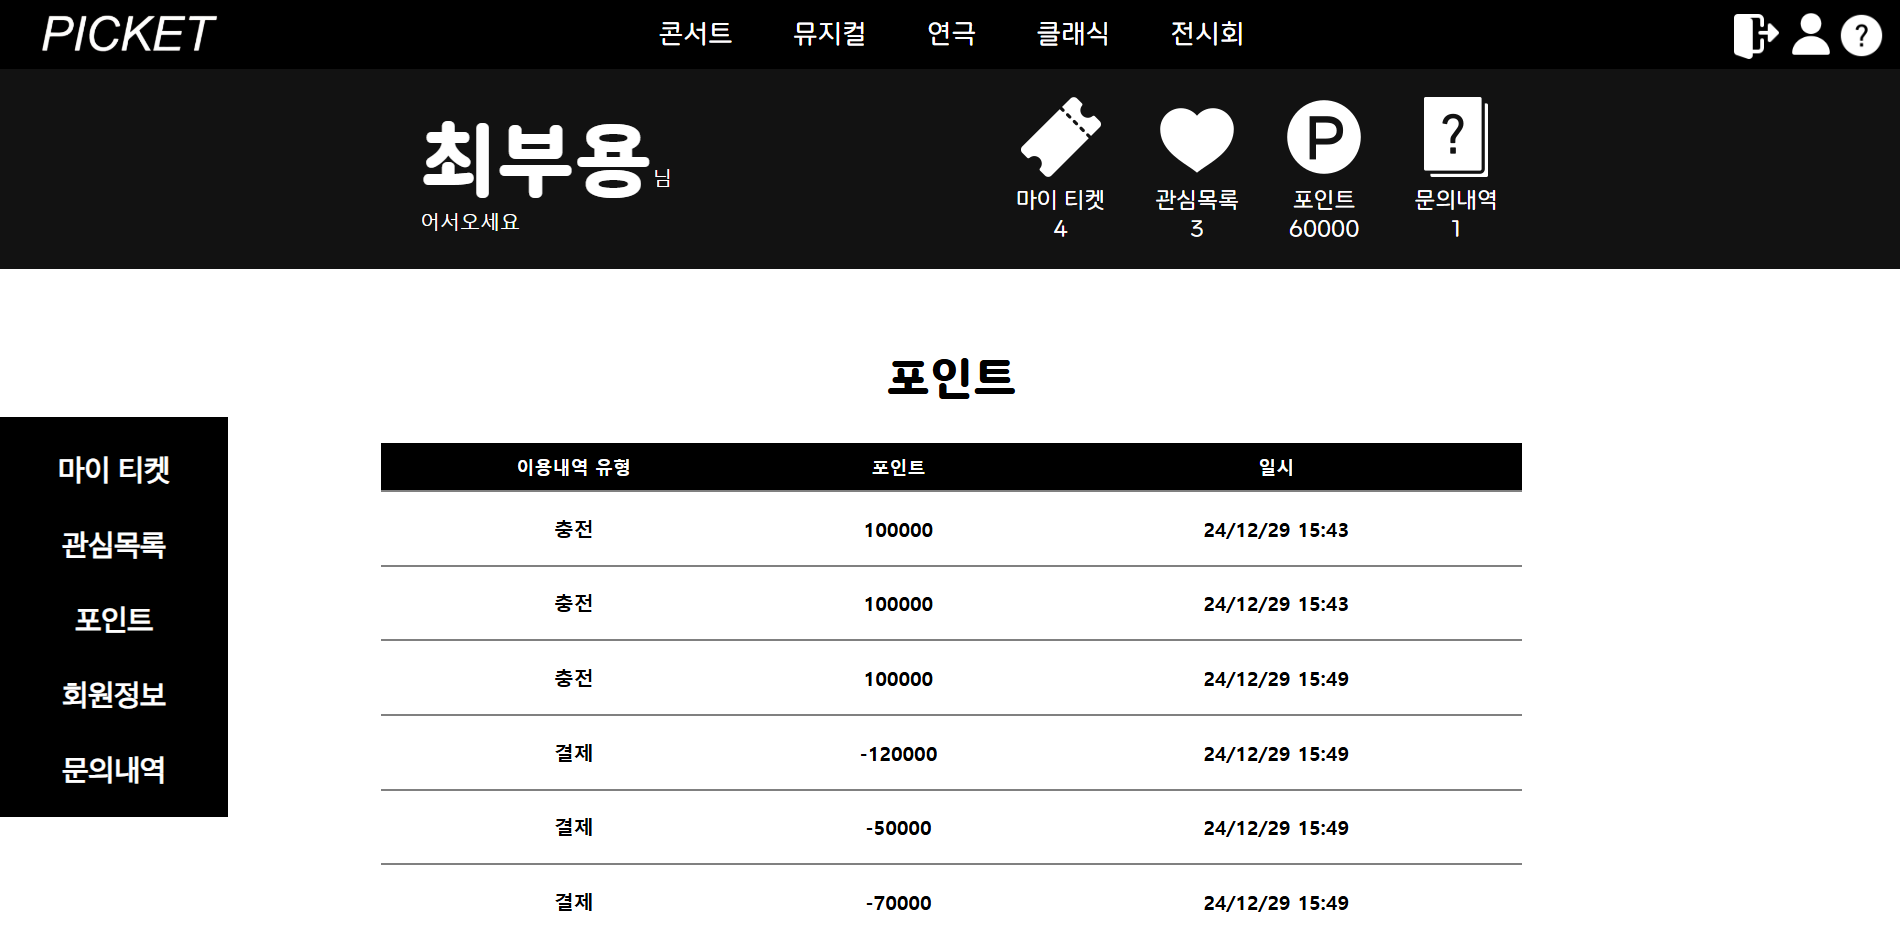 PICKET 콘서트 뮤지컬 연극 클래식 전시회 ?
최부용님
어서오세요
P ?
마이 티켓 관심목록 포인트 문의내역
4 3 60000 1
포인트
마이 티켓
관심목록
포인트
회원정보
문의내역
이용내역 유형 포인트 일시
충전 100000 24/12/29 15:43
충전 100000 24/12/29 15:43
충전 100000 24/12/29 15:49
결제 -120000 24/12/29 15:49
결제 -50000 24/12/29 15:49
결제 -70000 24/12/29 15:49